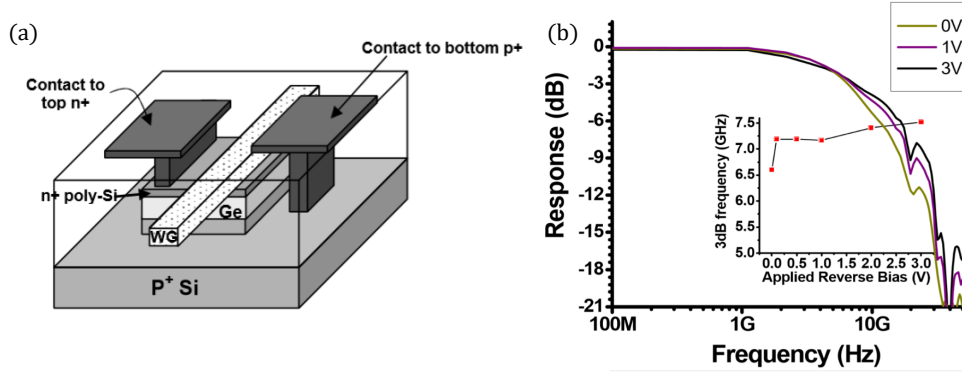 (a)
Contact to bottom p+
Contact to
top n+
n+ poly-Si
Ge
WG
P+ Si
(b)
0V
1V
3V
Response (dB)
0
-3
-6
-9
-12
-15
-18
-21
100M
1G
10G
Frequency (Hz)
3dB frequency (GHz)
7.5
7.0
6.5
6.0
5.5
5.0
0.0 0.5 1.0 1.5 2.0 2.5 3.0
Applied Reverse Bias (V)